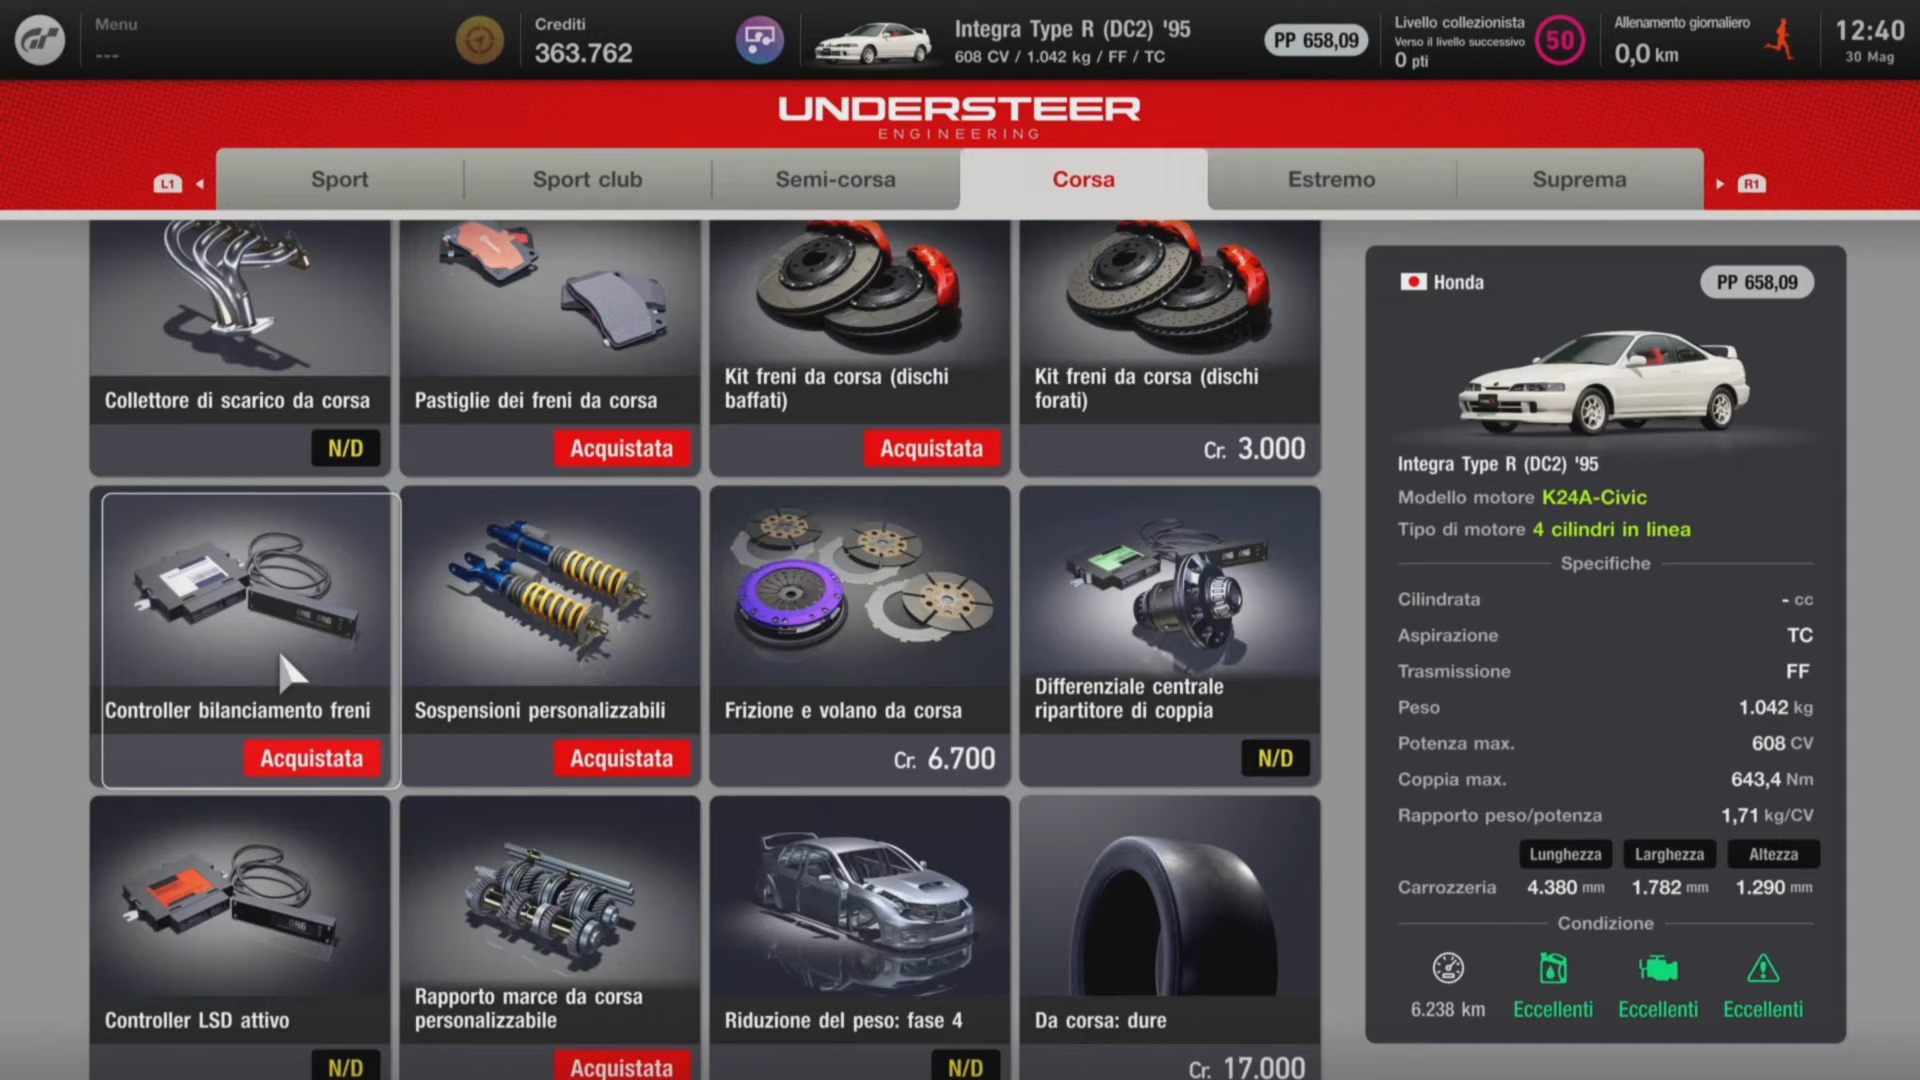 Menu
---
Crediti
363.762
Integra Type R (DC2) '95
608 CV / 1.042 kg / FF / TC
PP 658,09
Livello collezionista
Verso il livello successivo
0 pti
50
Allenamento giornaliero
0,0 km
12:40
30 Mag
UNDERSTEER
ENGINEERING
L1
Sport
Sport club
Semi-corsa
Corsa
Estremo
Suprema
R1
Collettore di scarico da corsa
N/D
Pastiglie dei freni da corsa
Acquistata
Kit freni da corsa (dischi
baffati)
Acquistata
Kit freni da corsa (dischi
forati)
Cr. 3.000
Controller bilanciamento freni
Acquistata
Sospensioni personalizzabili
Acquistata
Frizione e volano da corsa
Cr. 6.700
Differenziale centrale
ripartitore di coppia
N/D
Controller LSD attivo
N/D
Rapporto marce da corsa
personalizzabile
Acquistata
Riduzione del peso: fase 4
N/D
Da corsa: dure
Cr. 17.000
Honda
PP 658,09
Integra Type R (DC2) '95
Modello motore K24A-Civic
Tipo di motore 4 cilindri in linea
Specifiche
Cilindrata - cc
Aspirazione TC
Trasmissione FF
Peso 1.042 kg
Potenza max. 608 CV
Coppia max. 643,4 Nm
Rapporto peso/potenza 1,71 kg/CV
Lunghezza Larghezza Altezza
Carrozzeria 4.380 mm 1.782 mm 1.290 mm
Condizione
6.238 km Eccellenti Eccellenti Eccellenti